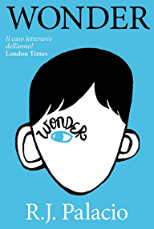 WONDER
Il caso letterario
dell'anno!
London Times
WONDER
R.J. Palacio